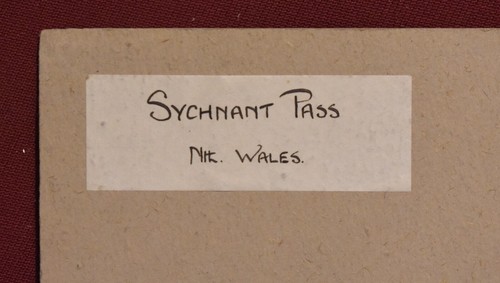 SYCHNANT PASS
NTH. WALES.